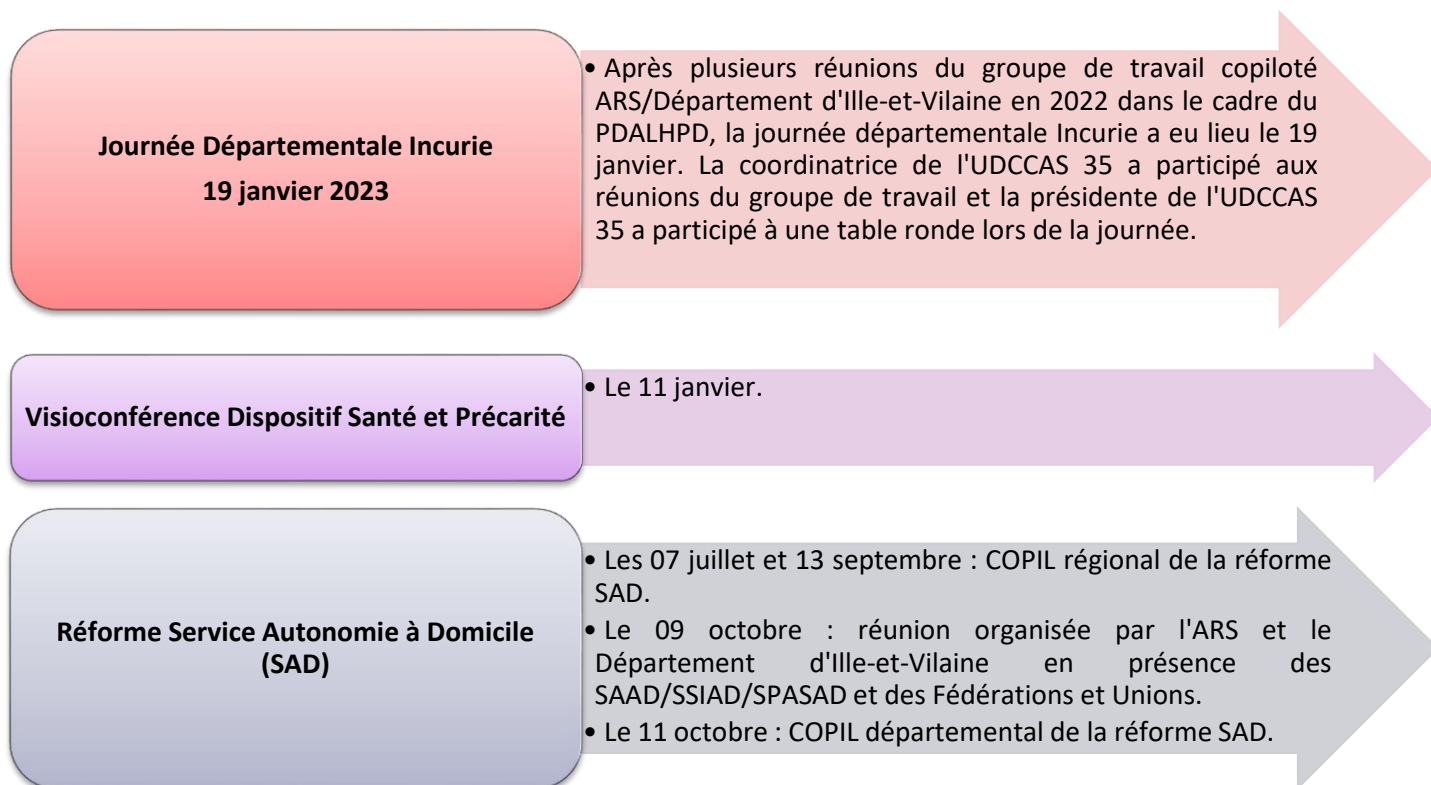 Journée Départementale Incurie
19 janvier 2023
• Après plusieurs réunions du groupe de travail copiloté
ARS/Département d'Ille-et-Vilaine en 2022 dans le cadre du
PDALHPD, la journée départementale Incurie a eu lieu le 19
janvier. La coordinatrice de l'UDCCAS 35 a participé aux
réunions du groupe de travail et la présidente de l'UDCCAS
35 a participé à une table ronde lors de la journée.
Visioconférence Dispositif Santé et Précarité
• Le 11 janvier.
Réforme Service Autonomie à Domicile
(SAD)
• Les 07 juillet et 13 septembre : COPIL régional de la réforme
SAD.
• Le 09 octobre : réunion organisée par l'ARS et le
Département d'Ille-et-Vilaine en présence des
SAAD/SSIAD/SPASAD et des Fédérations et Unions.
• Le 11 octobre : COPIL départemental de la réforme SAD.